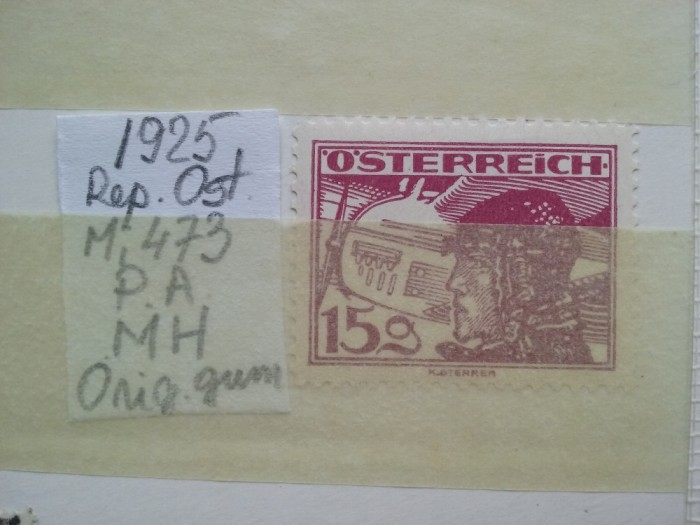 1925
Rep. Ost.
M. 473
P. A.
MH
Orig. gum
ÖSTERREiCH
15g
K.STERRER